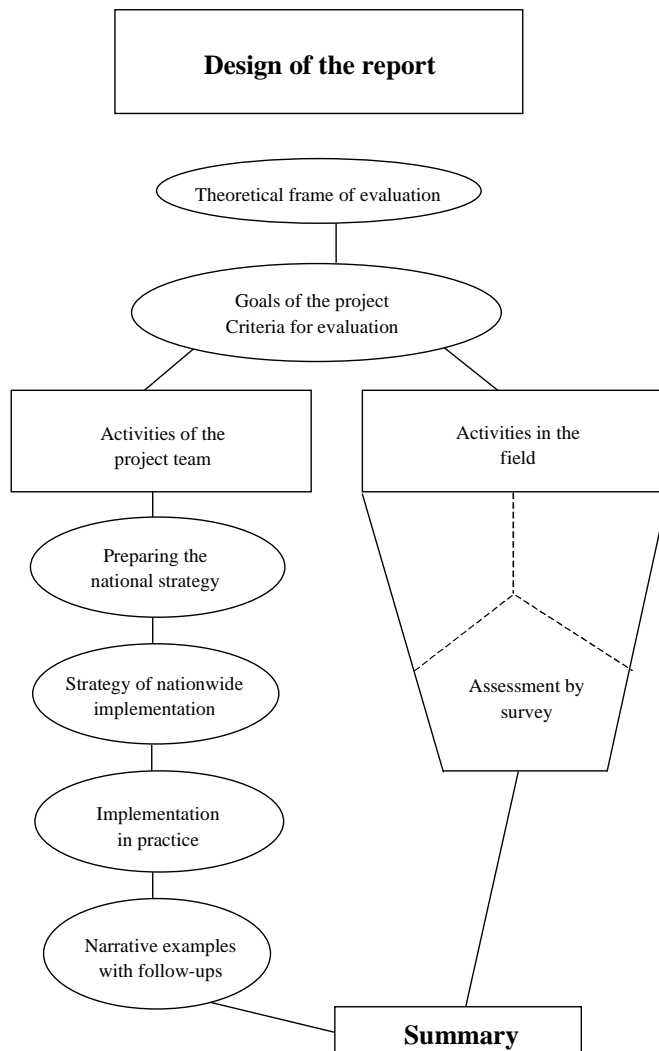 Design of the report
Theoretical frame of evaluation
Goals of the project
Criteria for evaluation
Activities of the
project team
Activities in the
field
Preparing the
national strategy
Strategy of nationwide
implementation
Assessment by
survey
Implementation
in practice
Narrative examples
with follow-ups
Summary